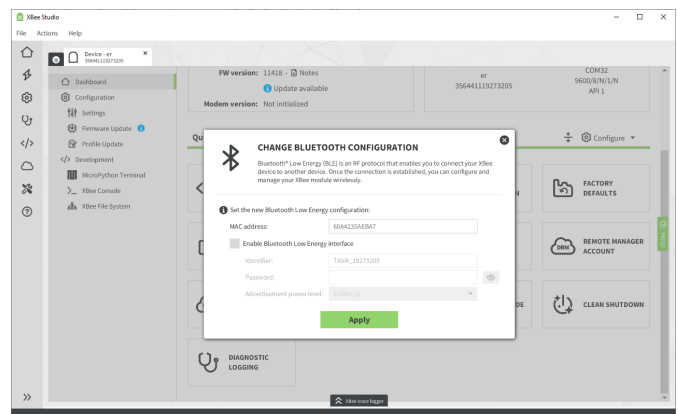 XBee Studio
File Actions Help
Device - er
356441119273205
Dashboard
Configuration
Settings
Firmware Update
Profile Update
Development
MicroPython Terminal
XBee Console
XBee File System
FW version: 11418 - Notes
Update available
Modem version: Not initialized
er
356441119273205
COM32
9600/8/N/1/N
API 1
Configure
CHANGE BLUETOOTH CONFIGURATION
Bluetooth® Low Energy (BLE) is an RF protocol that enables you to connect your XBee
device to another device. Once the connection is established, you can configure and
manage your XBee module wirelessly.
Set the new Bluetooth Low Energy configuration:
MAC address: 60A4235AEBA7
Enable Bluetooth Low Energy interface
Identifier: TANK_19273205
Password:
Advertisement power level:
Apply
FACTORY
DEFAULTS
DRM
REMOTE MANAGER
ACCOUNT
CLEAN SHUTDOWN
DIAGNOSTIC
LOGGING
Help
XBee trace logger